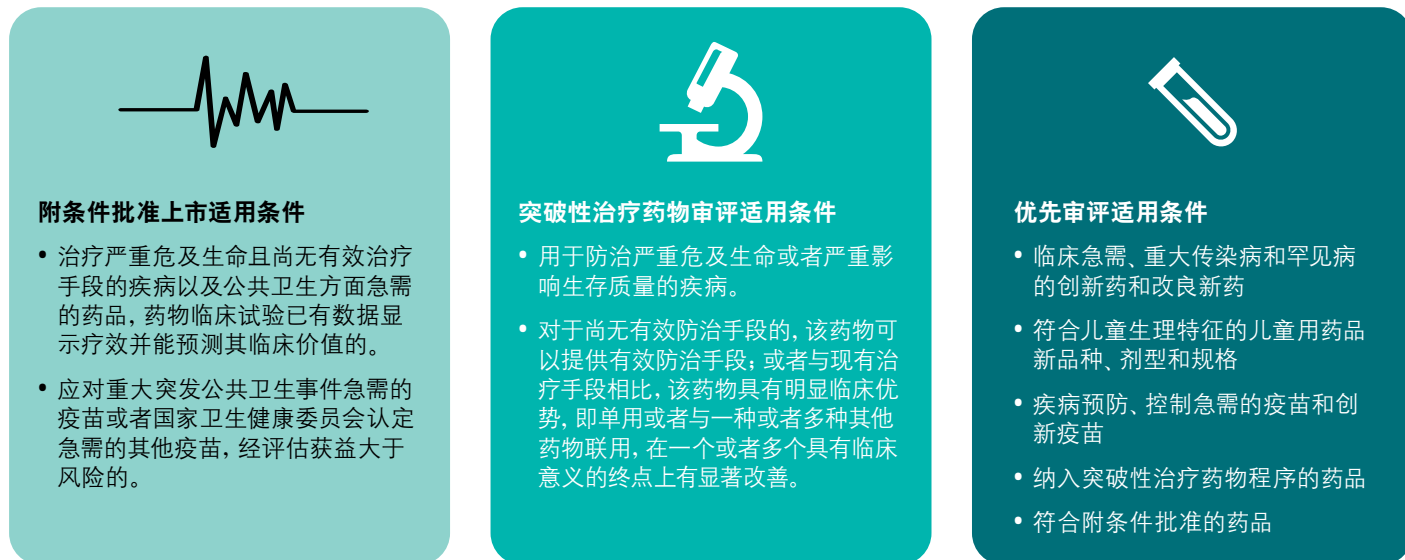 附条件批准上市适用条件
• 治疗严重危及生命且尚无有效治疗
手段的疾病以及公共卫生方面急需
的药品，药物临床试验已有数据显
示疗效并能预测其临床价值的。
• 应对重大突发公共卫生事件急需的
疫苗或者国家卫生健康委员会认定
急需的其他疫苗，经评估获益大于
风险的。
突破性治疗药物审评适用条件
• 用于防治严重危及生命或者严重影
响生存质量的疾病。
• 对于尚无有效防治手段的，该药物可
以提供有效防治手段；或者与现有治
疗手段相比，该药物具有明显临床优
势，即单用或者与一种或者多种其他
药物联用，在一个或者多个具有临床
意义的终点上有显著改善。
优先审评适用条件
• 临床急需、重大传染病和罕见病
的创新药和改良新药
• 符合儿童生理特征的儿童用药品
新品种、剂型和规格
• 疾病预防、控制急需的疫苗和创
新疫苗
• 纳入突破性治疗药物程序的药品
• 符合附条件批准的药品